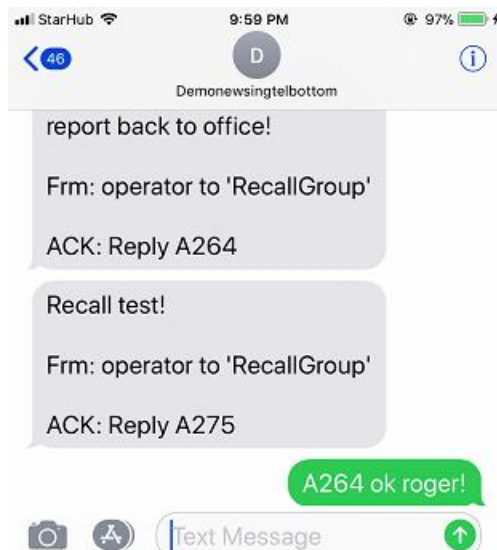 StarHub 9:59 PM 97%
46
D
Demonewsingtelbottom
report back to office!
Frm: operator to 'RecallGroup'
ACK: Reply A264
Recall test!
Frm: operator to 'RecallGroup'
ACK: Reply A275
A264 ok roger!
Text Message